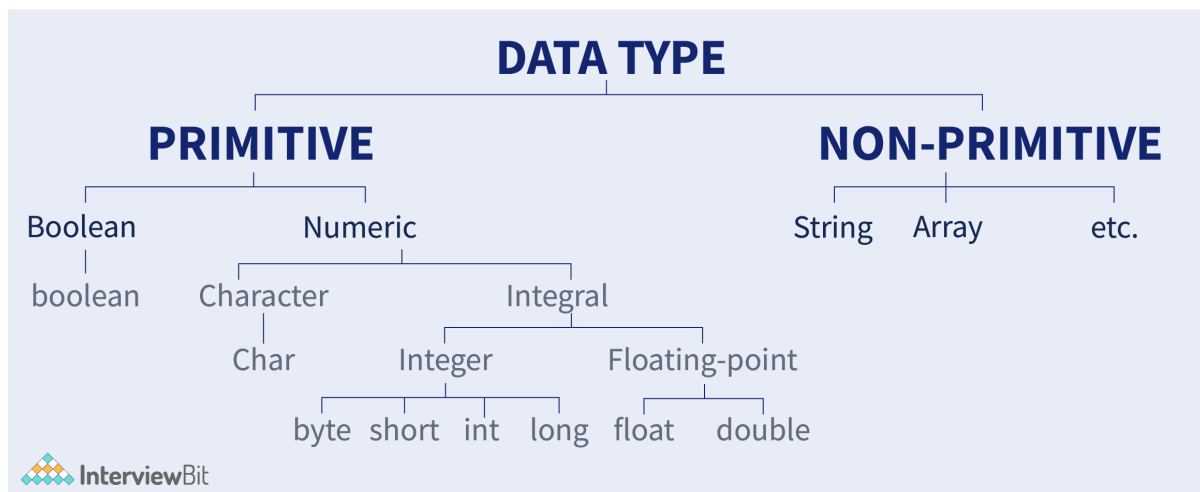 DATA TYPE
PRIMITIVE NON-PRIMITIVE
Boolean Numeric String Array etc.
boolean Character Integral
Char Integer Floating-point
byte short int long float double
InterviewBit